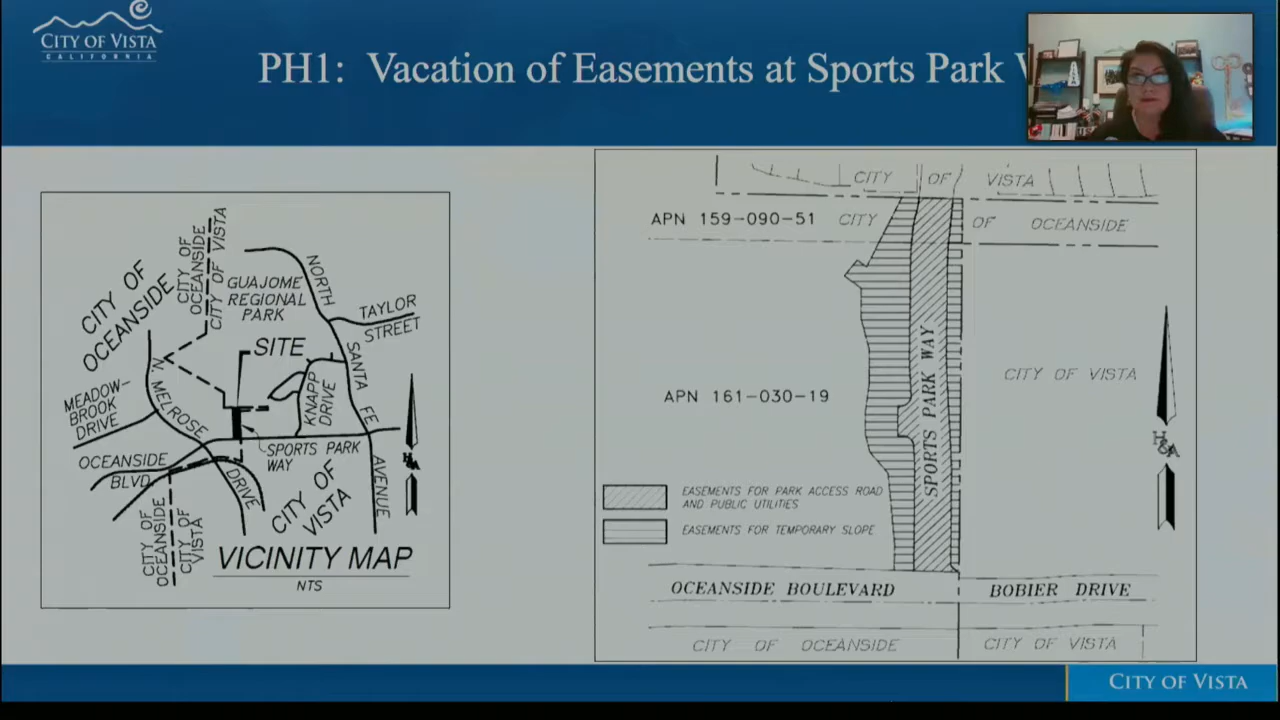 CITY OF VISTA
CALIFORNIA
PH1: Vacation of Easements at Sports Park
CITY OF OCEANSIDE
CITY OF VISTA
CITY OF
OCEANSIDE
GUAJOME
REGIONAL
PARK
NORTH
TAYLOR
STREET
SITE
SANTA
FE
AVENUE
N. MELROSE
DRIVE
KNAPP
DRIVE
MEADOW-
BROOK
DRIVE
SPORTS PARK
WAY
OCEANSIDE
BLVD.
CITY OF
VISTA
CITY OF
OCEANSIDE
CITY OF
VISTA
H&A
VICINITY MAP
NTS
CITY OF VISTA
APN 159-090-51 CITY OF OCEANSIDE
SPORTS PARK WAY
CITY OF VISTA
APN 161-030-19
H&A
EASEMENTS FOR PARK ACCESS ROAD
AND PUBLIC UTILITIES
EASEMENTS FOR TEMPORARY SLOPE
OCEANSIDE BOULEVARD BOBIER DRIVE
CITY OF OCEANSIDE CITY OF VISTA
CITY OF VISTA